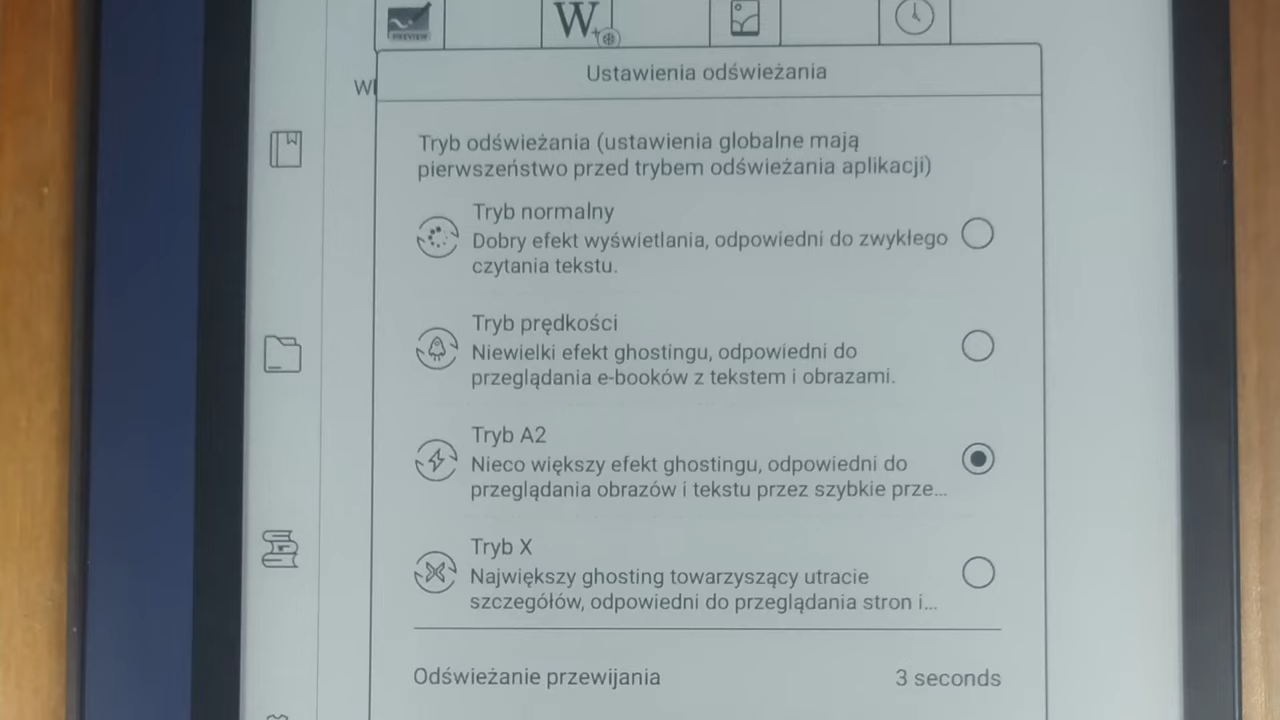 PREVIEW
W
Ustawienia odświeżania
Tryb odświeżania (ustawienia globalne mają
pierwszeństwo przed trybem odświeżania aplikacji)
Tryb normalny
Dobry efekt wyświetlania, odpowiedni do zwykłego
czytania tekstu.
Tryb prędkości
Niewielki efekt ghostingu, odpowiedni do
przeglądania e-booków z tekstem i obrazami.
Tryb A2
Nieco większy efekt ghostingu, odpowiedni do
przeglądania obrazów i tekstu przez szybkie prze...
Tryb X
Największy ghosting towarzyszący utracie
szczegółów, odpowiedni do przeglądania stron i...
Odświeżanie przewijania 3 seconds